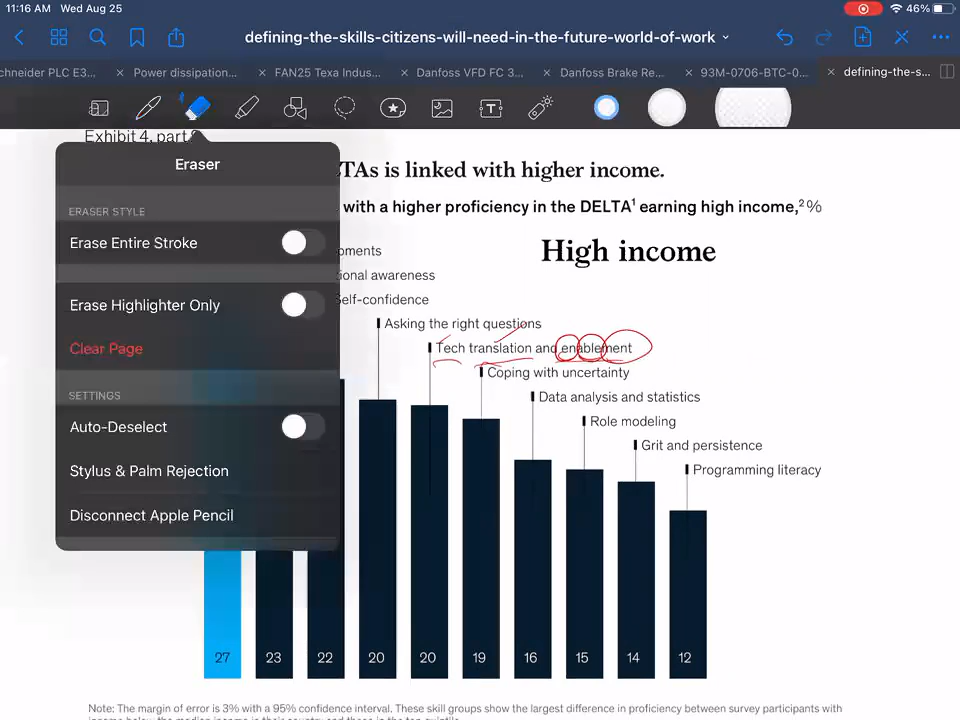 11:16 AM Wed Aug 25
46%
defining-the-skills-citizens-will-need-in-the-future-world-of-work
chneider PLC E3... × Power dissipation... × FAN25 Texa Indus... × Danfoss VFD FC 3... × Danfoss Brake Re... × 93M-0706-BTC-0... × defining-the-s...
Exhibit 4, part
Eraser
TAs is linked with higher income.
ERASER STYLE
with a higher proficiency in the DELTA¹ earning high income,²%
Erase Entire Stroke
High income
pments
ional awareness
Erase Highlighter Only
Self-confidence
Asking the right questions
Clear Page
Tech translation and enablement
Coping with uncertainty
SETTINGS
Data analysis and statistics
Auto-Deselect
Role modeling
Grit and persistence
Stylus & Palm Rejection
Programming literacy
Disconnect Apple Pencil
27 23 22 20 20 19 16 15 14 12
Note: The margin of error is 3% with a 95% confidence interval. These skill groups show the largest difference in proficiency between survey participants with